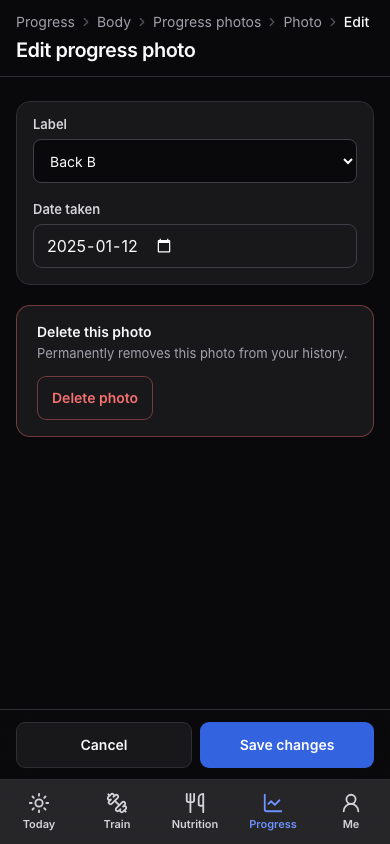 Progress > Body > Progress photos > Photo > Edit
Edit progress photo
Label
Back B
Date taken
2025-01-12
Delete this photo
Permanently removes this photo from your history.
Delete photo
Cancel
Save changes
Today
Train
Nutrition
Progress
Me